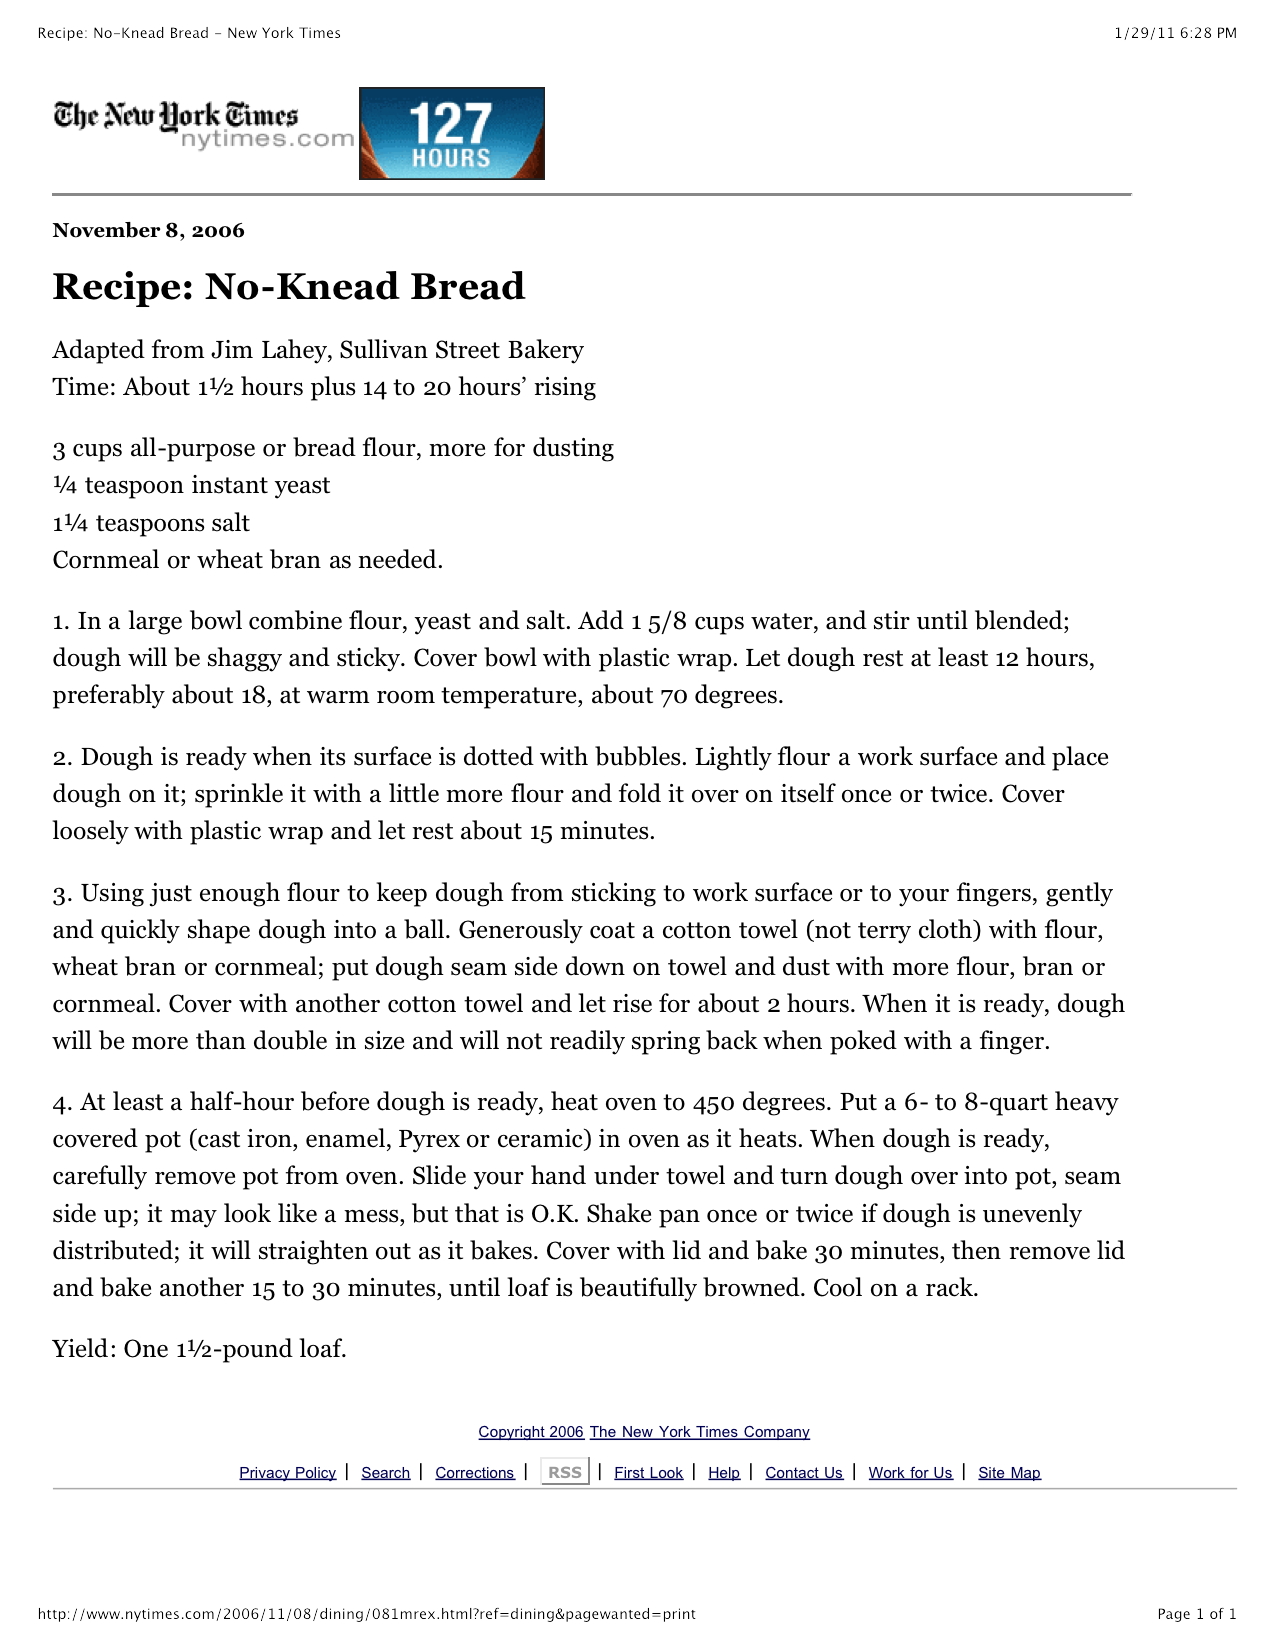 Recipe: No-Knead Bread - New York Times 1/29/11 6:28 PM
The New York Times
nytimes.com
127
HOURS
November 8, 2006
Recipe: No-Knead Bread
Adapted from Jim Lahey, Sullivan Street Bakery
Time: About 1½ hours plus 14 to 20 hours’ rising
3 cups all-purpose or bread flour, more for dusting
¼ teaspoon instant yeast
1¼ teaspoons salt
Cornmeal or wheat bran as needed.
1. In a large bowl combine flour, yeast and salt. Add 1 5/8 cups water, and stir until blended;
dough will be shaggy and sticky. Cover bowl with plastic wrap. Let dough rest at least 12 hours,
preferably about 18, at warm room temperature, about 70 degrees.
2. Dough is ready when its surface is dotted with bubbles. Lightly flour a work surface and place
dough on it; sprinkle it with a little more flour and fold it over on itself once or twice. Cover
loosely with plastic wrap and let rest about 15 minutes.
3. Using just enough flour to keep dough from sticking to work surface or to your fingers, gently
and quickly shape dough into a ball. Generously coat a cotton towel (not terry cloth) with flour,
wheat bran or cornmeal; put dough seam side down on towel and dust with more flour, bran or
cornmeal. Cover with another cotton towel and let rise for about 2 hours. When it is ready, dough
will be more than double in size and will not readily spring back when poked with a finger.
4. At least a half-hour before dough is ready, heat oven to 450 degrees. Put a 6- to 8-quart heavy
covered pot (cast iron, enamel, Pyrex or ceramic) in oven as it heats. When dough is ready,
carefully remove pot from oven. Slide your hand under towel and turn dough over into pot, seam
side up; it may look like a mess, but that is O.K. Shake pan once or twice if dough is unevenly
distributed; it will straighten out as it bakes. Cover with lid and bake 30 minutes, then remove lid
and bake another 15 to 30 minutes, until loaf is beautifully browned. Cool on a rack.
Yield: One 1½-pound loaf.
Copyright 2006 The New York Times Company
Privacy Policy | Search | Corrections | RSS | First Look | Help | Contact Us | Work for Us | Site Map
http://www.nytimes.com/2006/11/08/dining/081mrex.html?ref=dining&pagewanted=print Page 1 of 1